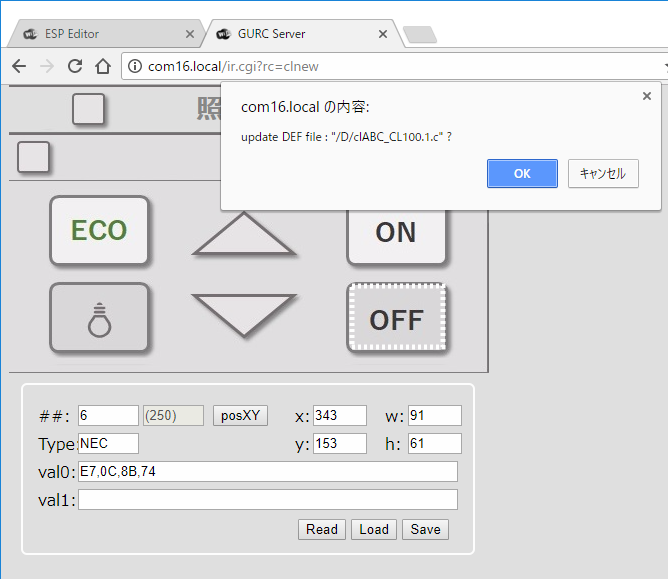 ESP Editor
GURC Server
com16.local/ir.cgi?rc=clnew
照
com16.local の内容:
update DEF file : "/D/clABC_CL100.1.c" ?
OK
キャンセル
ECO
ON
OFF
##: 6 (250) posXY x: 343 w: 91
Type: NEC y: 153 h: 61
val0: E7,0C,8B,74
val1:
Read Load Save